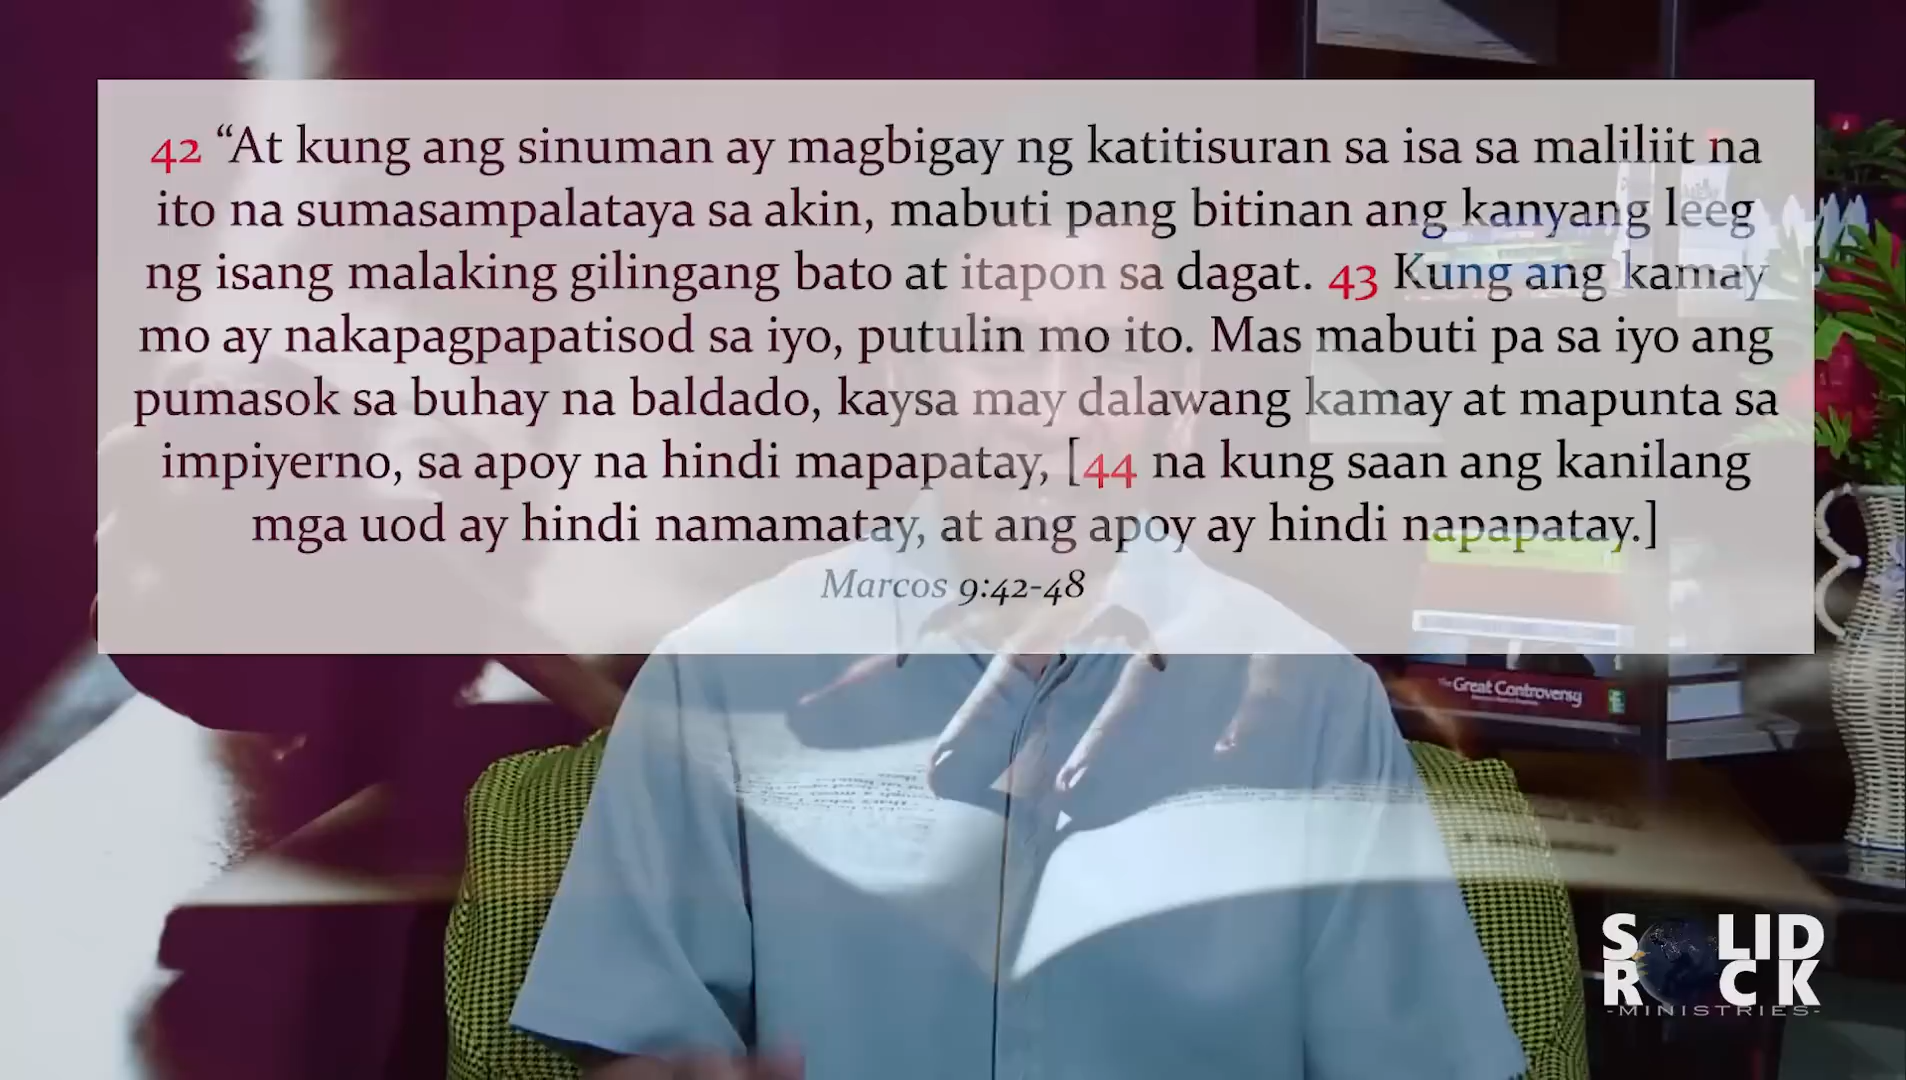 42 “At kung ang sinuman ay magbigay ng katitisuran sa isa sa maliliit na
ito na sumasampalataya sa akin, mabuti pang bitinan ang kanyang leeg
ng isang malaking gilingang bato at itapon sa dagat. 43 Kung ang kamay
mo ay nakapagpapatisod sa iyo, putulin mo ito. Mas mabuti pa sa iyo ang
pumasok sa buhay na baldado, kaysa may dalawang kamay at mapunta sa
impiyerno, sa apoy na hindi mapapatay, [44 na kung saan ang kanilang
mga uod ay hindi namamatay, at ang apoy ay hindi napapatay.]
Marcos 9:42-48
The Great Controversy
SOLID
ROCK
-MINISTRIES-